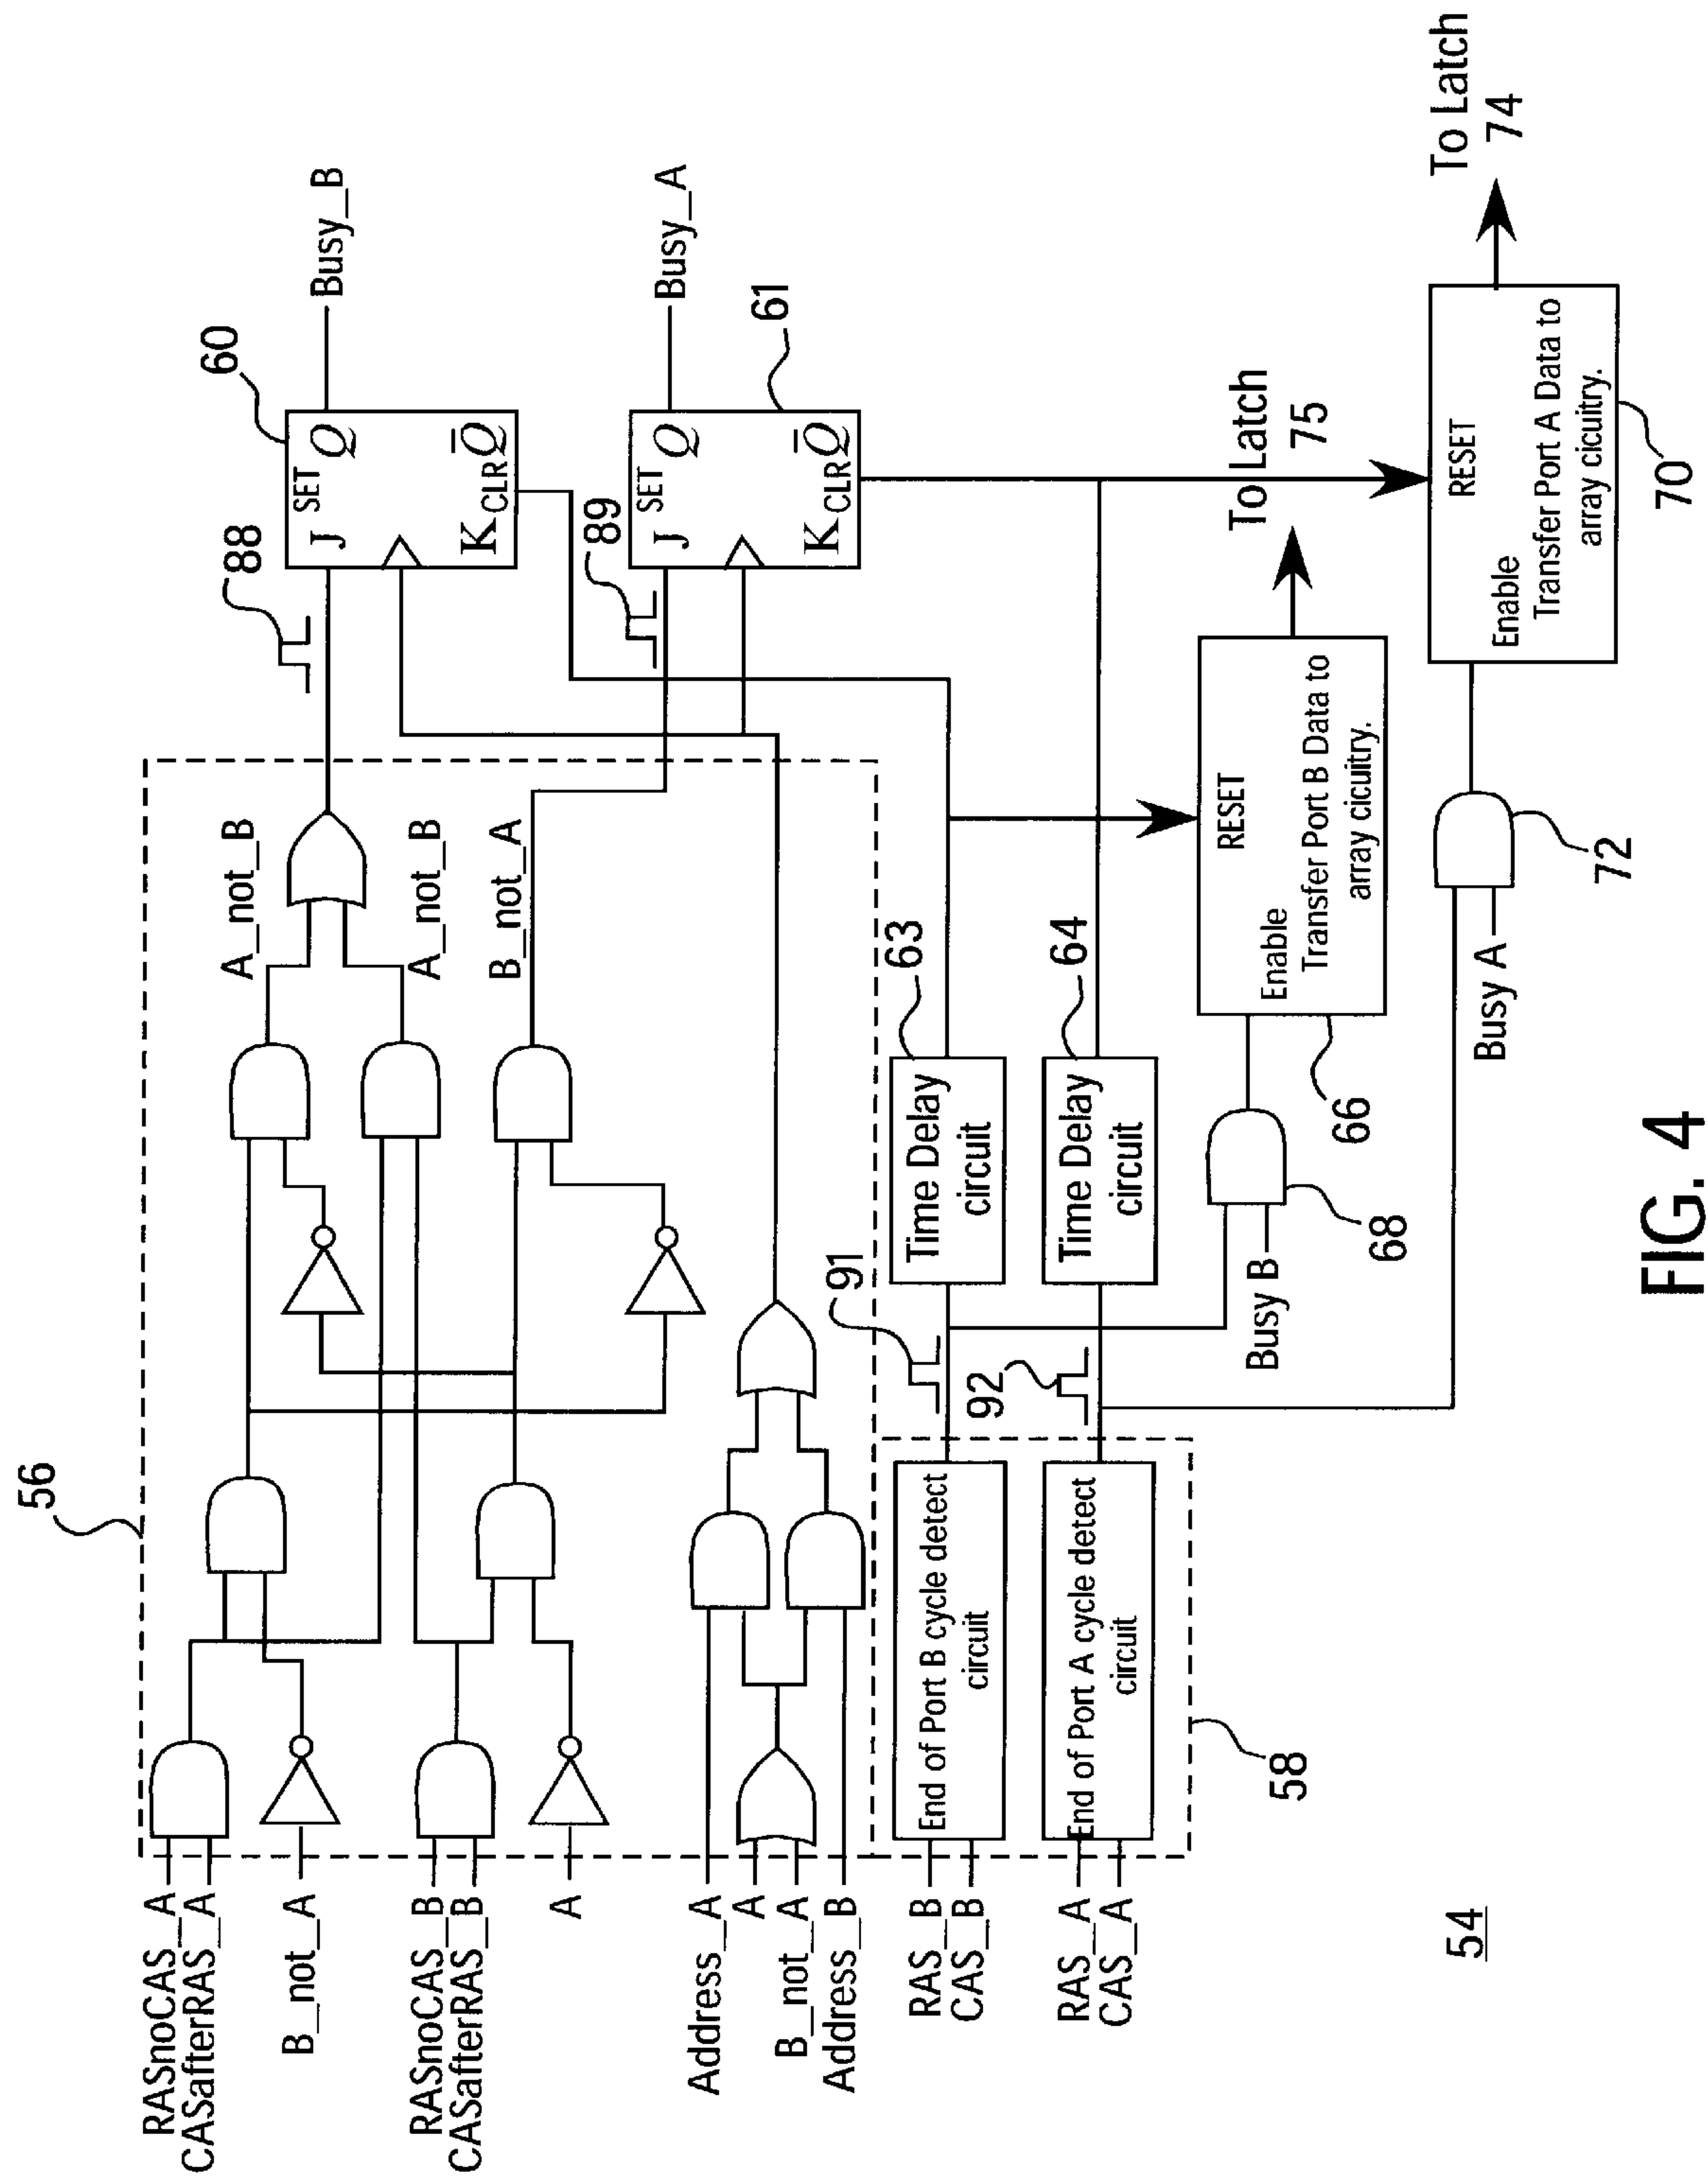 56
RASnoCAS_A
CASafterRAS_A
B_not_A
RASnoCAS_B
CASafterRAS_B
A
Address_A
A
B_not_A
Address_B
RAS_B
CAS_B
RAS_A
CAS_A
A_not_B
A_not_B
B_not_A
88
89
60
J SET Q
K CLR Q̅
Busy_B
61
J SET Q
K CLR Q̅
Busy_A
End of Port B cycle detect
circuit
End of Port A cycle detect
circuit
58
91
92
63
Time Delay
circuit
64
Time Delay
circuit
Busy B
68
66
RESET
Enable
Transfer Port B Data to
array cicuitry.
To Latch
75
Busy A
72
RESET
Enable
Transfer Port A Data to
array cicuitry.
70
To Latch
74
54
FIG. 4